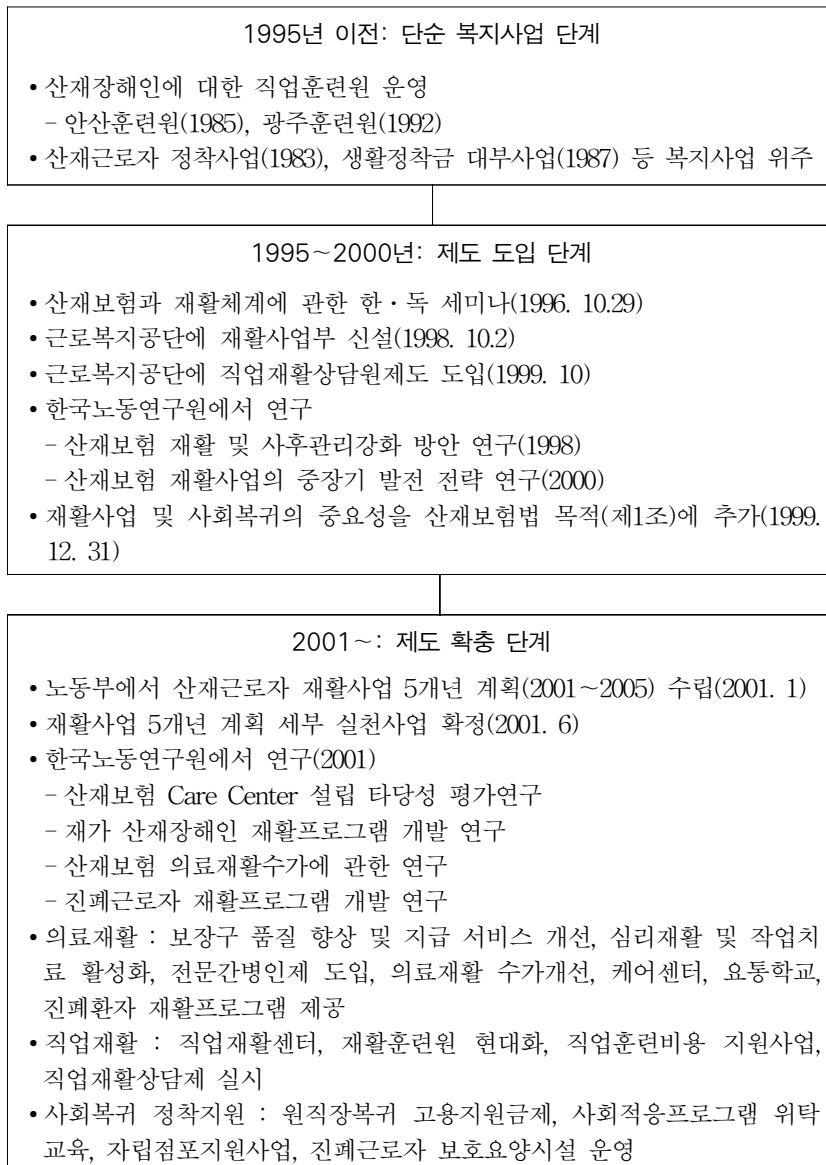 1995년 이전: 단순 복지사업 단계
• 산재장해인에 대한 직업훈련원 운영
- 안산훈련원(1985), 광주훈련원(1992)
• 산재근로자 정착사업(1983), 생활정착금 대부사업(1987) 등 복지사업 위주
1995~2000년: 제도 도입 단계
• 산재보험과 재활체계에 관한 한·독 세미나(1996. 10.29)
• 근로복지공단에 재활사업부 신설(1998. 10.2)
• 근로복지공단에 직업재활상담원제도 도입(1999. 10)
• 한국노동연구원에서 연구
- 산재보험 재활 및 사후관리강화 방안 연구(1998)
- 산재보험 재활사업의 중장기 발전 전략 연구(2000)
• 재활사업 및 사회복귀의 중요성을 산재보험법 목적(제1조)에 추가(1999.
12. 31)
2001~: 제도 확충 단계
• 노동부에서 산재근로자 재활사업 5개년 계획(2001~2005) 수립(2001. 1)
• 재활사업 5개년 계획 세부 실천사업 확정(2001. 6)
• 한국노동연구원에서 연구(2001)
- 산재보험 Care Center 설립 타당성 평가연구
- 재가 산재장해인 재활프로그램 개발 연구
- 산재보험 의료재활수가에 관한 연구
- 진폐근로자 재활프로그램 개발 연구
• 의료재활 : 보장구 품질 향상 및 지급 서비스 개선, 심리재활 및 작업치
료 활성화, 전문간병인제 도입, 의료재활 수가개선, 케어센터, 요통학교,
진폐환자 재활프로그램 제공
• 직업재활 : 직업재활센터, 재활훈련원 현대화, 직업훈련비용 지원사업,
직업재활상담제 실시
• 사회복귀 정착지원 : 원직장복귀 고용지원금제, 사회적응프로그램 위탁
교육, 자립점포지원사업, 진폐근로자 보호요양시설 운영